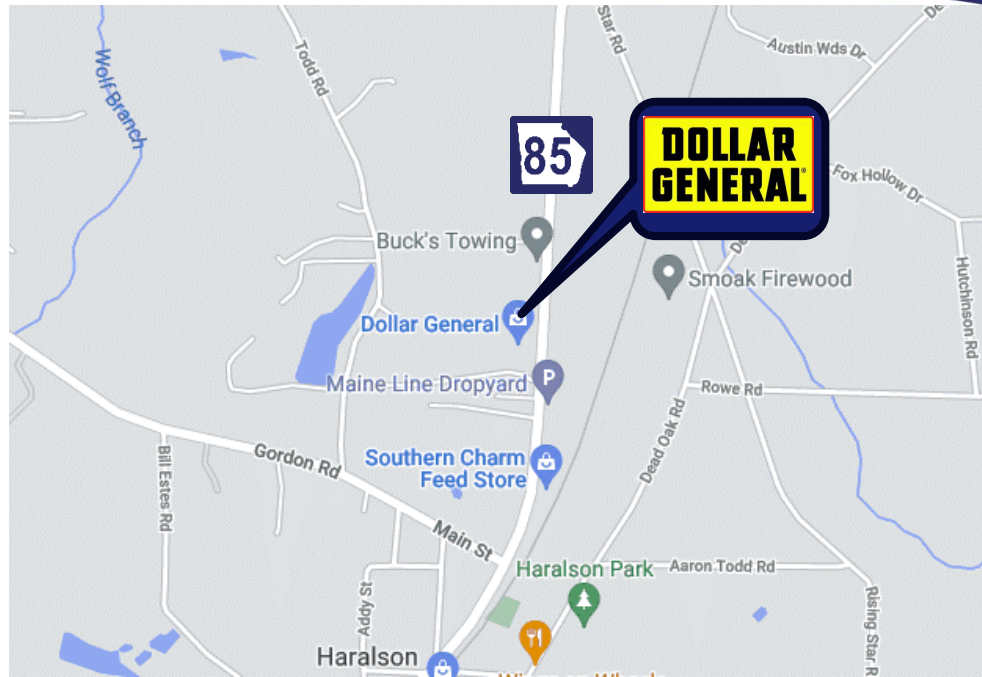 Star Rd
De
Austin Wds Dr
Wolf Branch
Todd Rd
85
DOLLAR
GENERAL
Fox Hollow Dr
De
Buck's Towing
Smoak Firewood
Hutchinson Rd
Dollar General
Maine Line Dropyard
P
Rowe Rd
Dead Oak Rd
Gordon Rd
Southern Charm
Feed Store
Bill Estes Rd
Main St
Haralson Park
Aaron Todd Rd
Addy St
Rising Star R
Haralson